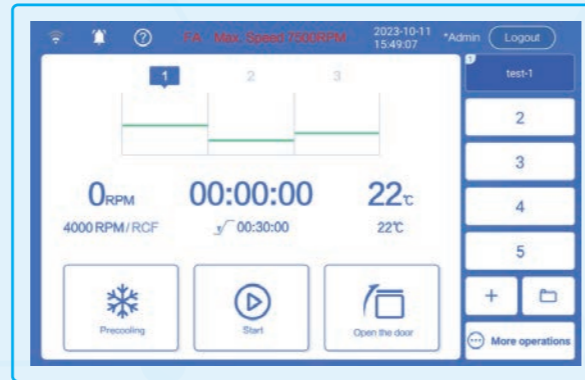 FA Max. Speed 7500RPM
2023-10-11
15:49:07
*Admin
Logout
1
2
3
0RPM
00:00:00
22℃
4000 RPM/RCF
00:30:00
22℃
Precooling
Start
Open the door
1
test-1
2
3
4
5
+
More operations